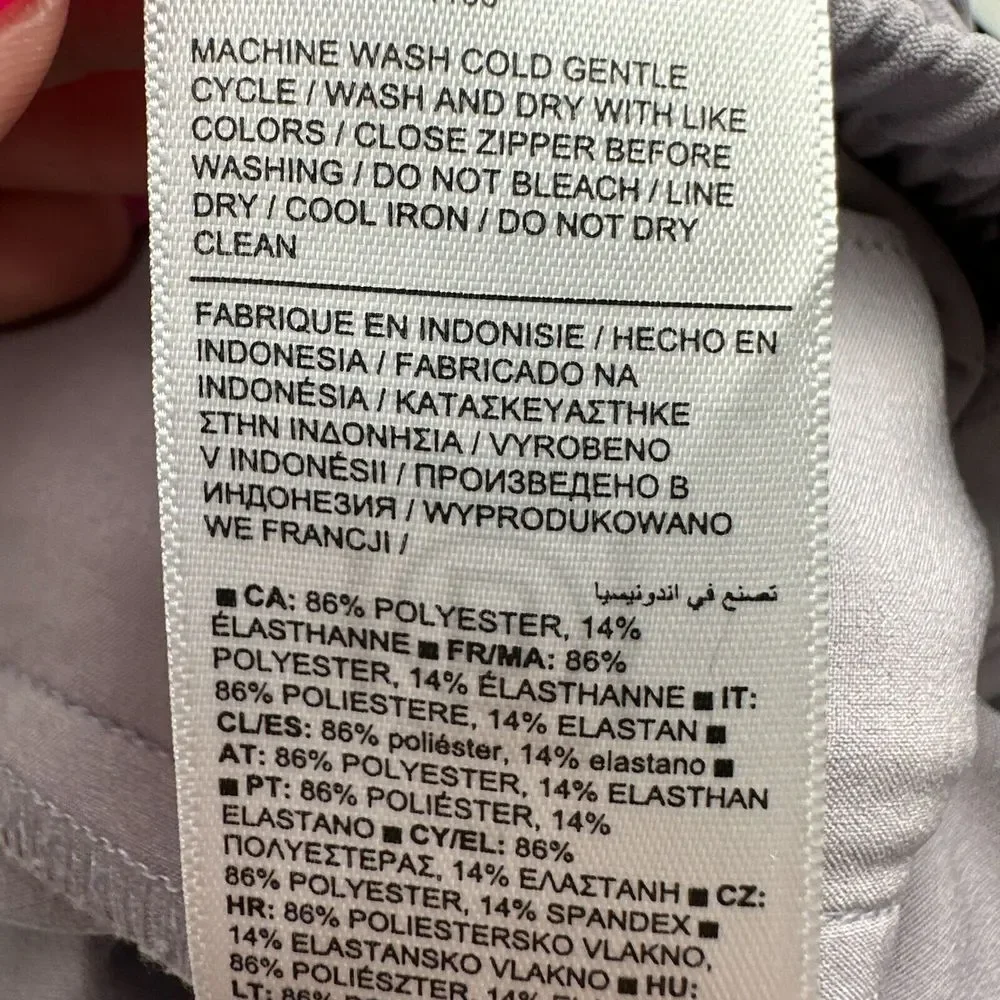 MACHINE WASH COLD GENTLE
CYCLE / WASH AND DRY WITH LIKE
COLORS / CLOSE ZIPPER BEFORE
WASHING / DO NOT BLEACH / LINE
DRY / COOL IRON / DO NOT DRY
CLEAN
FABRIQUE EN INDONISIE / HECHO EN
INDONESIA / FABRICADO NA
INDONÉSIA / ΚΑΤΑΣΚΕΥΑΣΤΗΚΕ
ΣΤΗΝ ΙΝΔΟΝΗΣΙΑ / VYROBENO
V INDONÉSII / ПРОИЗВЕДЕНО В
ИНДОНЕЗИЯ / WYPRODUKOWANO
WE FRANCJI /
تصنع في اندونيسيا
■ CA: 86% POLYESTER, 14%
ÉLASTHANNE ■ FR/MA: 86%
POLYESTER, 14% ÉLASTHANNE ■ IT:
86% POLIESTERE, 14% ELASTAN ■
CL/ES: 86% poliéster, 14% elastano ■
AT: 86% POLYESTER, 14% ELASTHAN
■ PT: 86% POLIÉSTER, 14%
ELASTANO ■ CY/EL: 86%
ΠΟΛΥΕΣΤΕΡΑΣ, 14% ΕΛΑΣΤΑΝΗ ■ CZ:
86% POLYESTER, 14% SPANDEX ■
HR: 86% POLIESTERSKO VLAKNO,
14% ELASTANSKO VLAKNO ■ HU:
86% POLIÉSZTER, 14%
LT: 86%